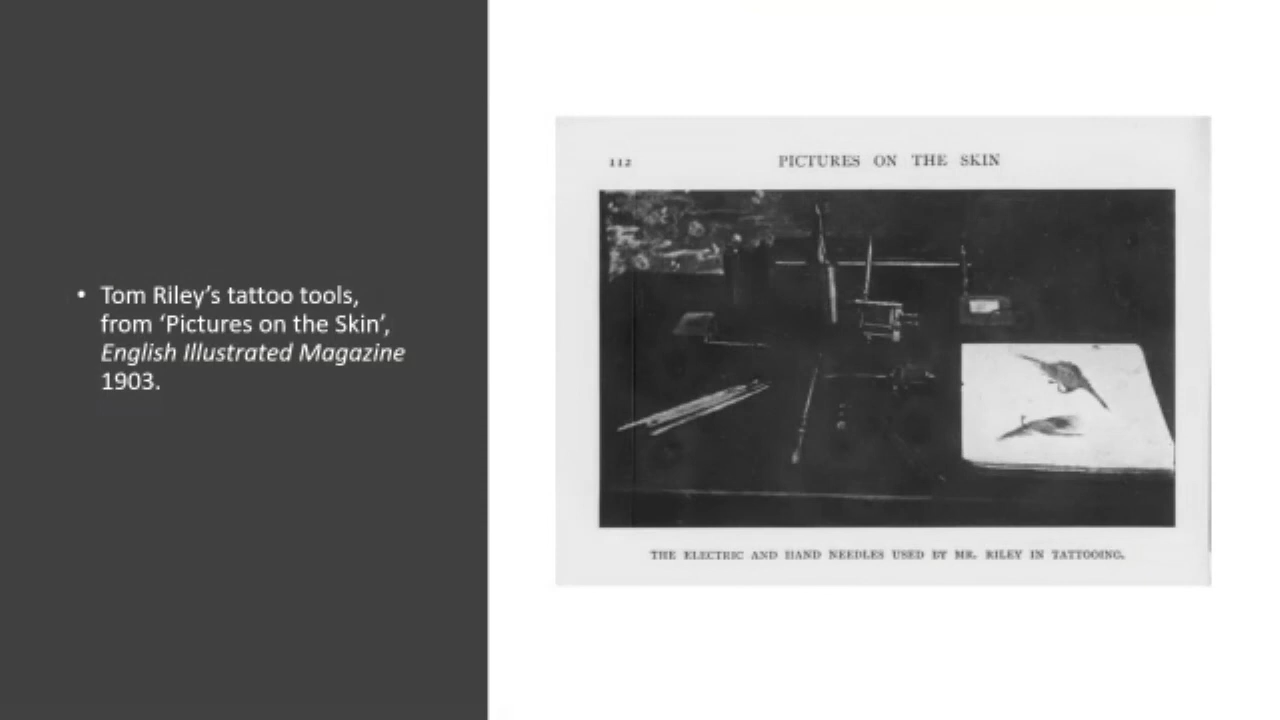 • Tom Riley’s tattoo tools,
from ‘Pictures on the Skin’,
English Illustrated Magazine
1903.
112
PICTURES ON THE SKIN
THE ELECTRIC AND HAND NEEDLES USED BY MR. RILEY IN TATTOOING.